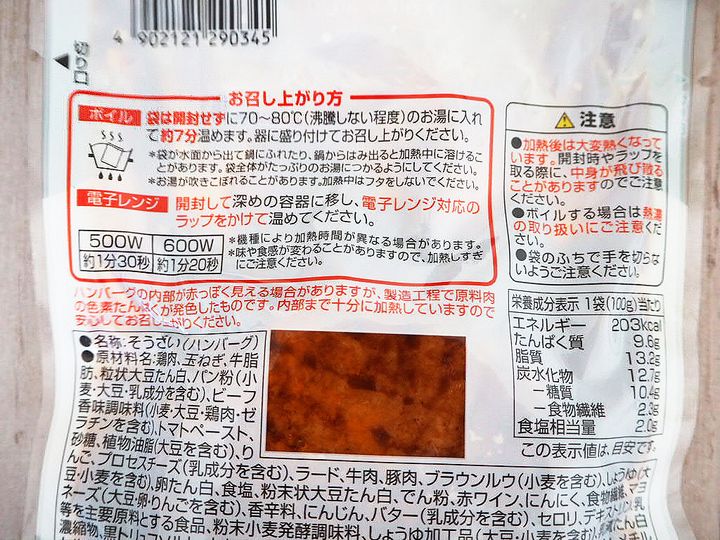 4 902121 290345
お召し上がり方
ボイル 袋は開封せずに70〜80℃(沸騰しない程度)のお湯に入れ
て約7分温めます。器に盛り付けてお召し上がりください。
＊袋が水面から出て鍋にふれたり、鍋からはみ出ると加熱中に溶けるこ
とがあります。袋全体がたっぷりのお湯につかるようにしてください。
＊お湯が吹きこぼれることがあります。加熱中はフタをしないでください。
電子レンジ 開封して深めの容器に移し、電子レンジ対応の
ラップをかけて温めてください。
500W 600W
約1分30秒 約1分20秒
＊機種により加熱時間が異なる場合があります。
＊味や食感が変わることがありますので、加熱しすぎ
にご注意ください。
ハンバーグの内部が赤っぽく見える場合がありますが、製造工程で原料肉
の色素たんぱくが発色したものです。内部まで十分に加熱していますので
安心してお召し上がりください。
⚠注意
●加熱後は大変熱くなって
います。開封時やラップを
取る際に、中身が飛び散る
ことがありますのでご注意
ください。
●ボイルする場合は熱湯
の取り扱いにご注意くださ
い。
●袋のふちで手を切らな
いようご注意ください。
栄養成分表示 1袋(100g)当たり
エネルギー 203kcal
たんぱく質 9.6g
脂質 13.2g
炭水化物 12.7g
－糖質 10.4g
－食物繊維 2.3g
食塩相当量 2.0g
この表示値は、目安です。
●名称:そうざい(ハンバーグ)
●原材料名:鶏肉、玉ねぎ、牛脂
肪、粒状大豆たん白、パン粉(小
麦・大豆・乳成分を含む)、ビーフ
香味調味料(小麦・大豆・鶏肉・ゼ
ラチンを含む)、トマトペースト、
砂糖、植物油脂(大豆を含む)、り
んご、プロセスチーズ(乳成分を含む)、ラード、牛肉、豚肉、ブラウンルウ(小麦を含む)、しょうゆ(大
豆・小麦を含む)、卵たん白、食塩、粉末状大豆たん白、でん粉、赤ワイン、にんにく、食物繊維、マヨ
ネーズ(大豆・卵・りんごを含む)、香辛料、にんじん、バター(乳成分を含む)、セロリ、デキストリン、乳
等を主要原料とする食品、粉末小麦発酵調味料、しょうゆ加工品(大豆・小麦を含む)、